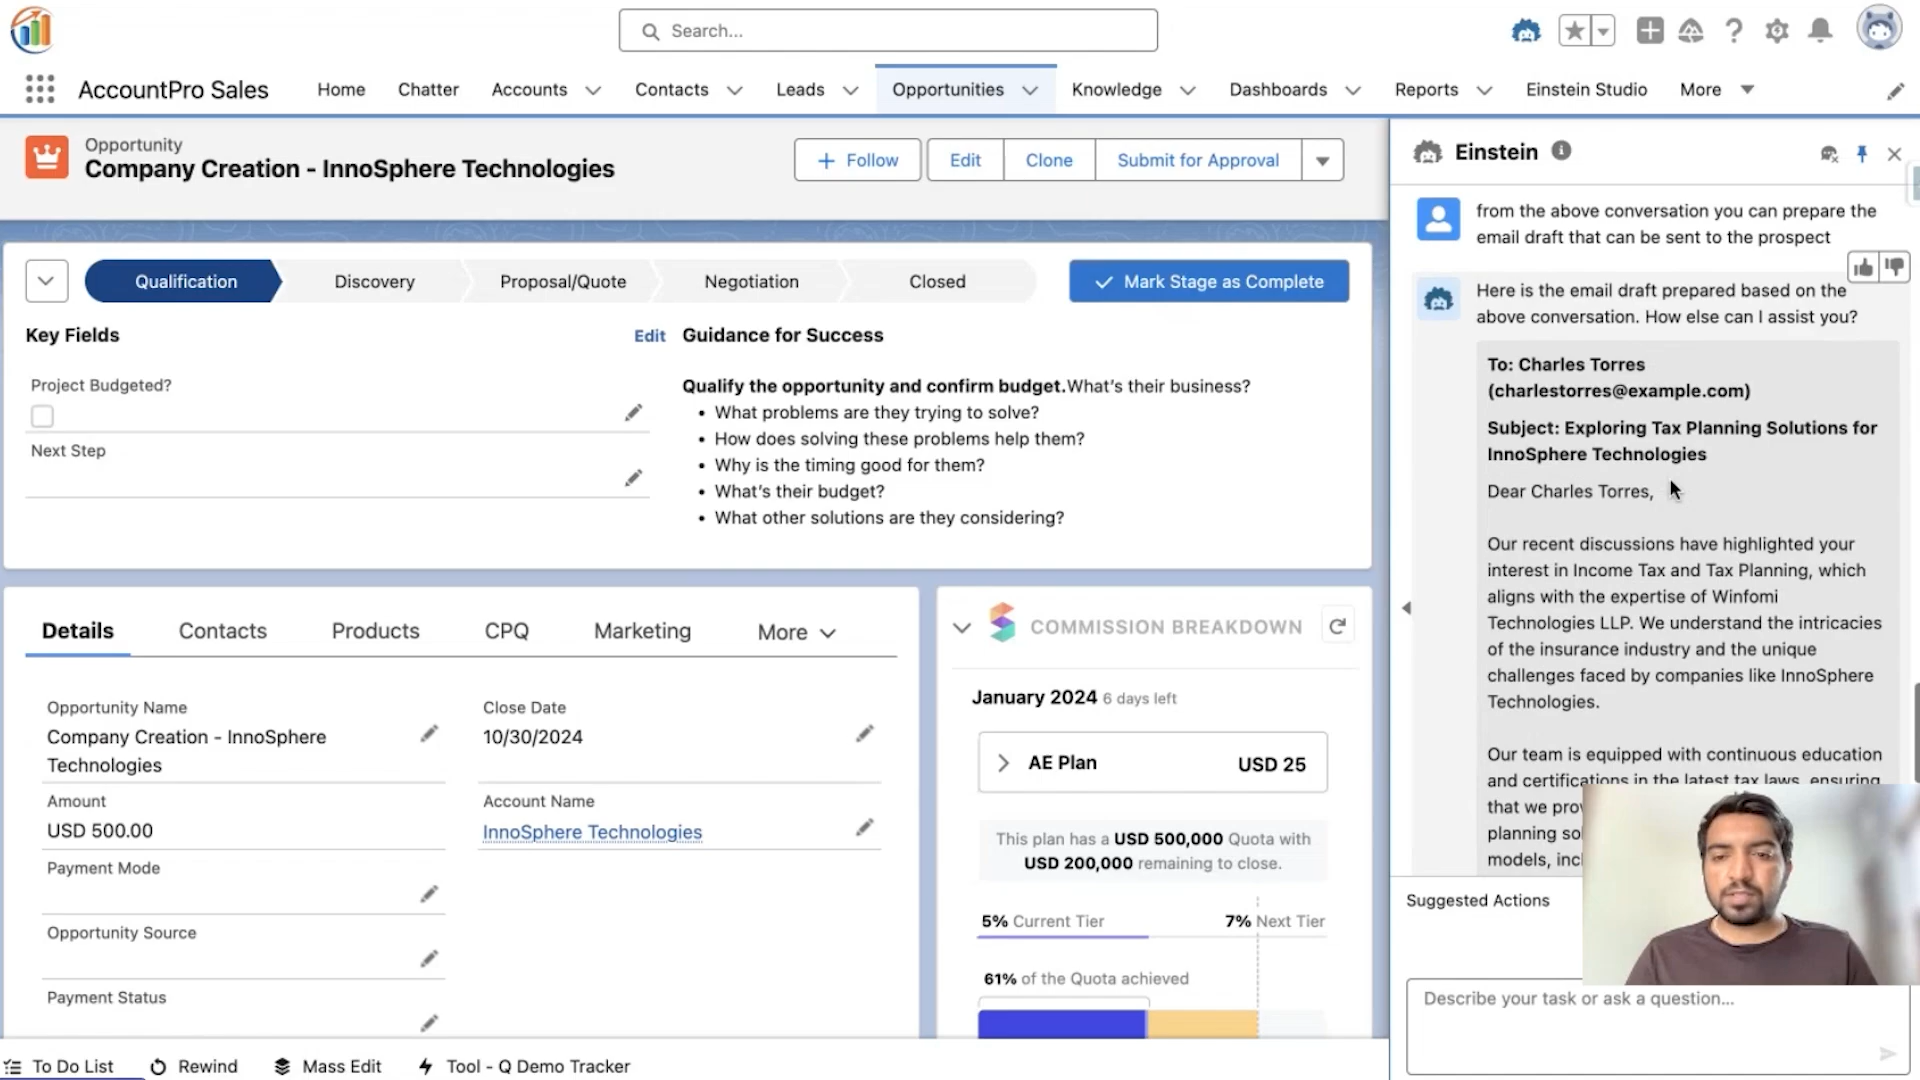 Search...
AccountPro Sales
Home
Chatter
Accounts
Contacts
Leads
Opportunities
Knowledge
Dashboards
Reports
Einstein Studio
More
Opportunity
Company Creation - InnoSphere Technologies
Follow
Edit
Clone
Submit for Approval
Qualification
Discovery
Proposal/Quote
Negotiation
Closed
Mark Stage as Complete
Key Fields
Edit
Project Budgeted?
Next Step
Guidance for Success
Qualify the opportunity and confirm budget.What's their business?
• What problems are they trying to solve?
• How does solving these problems help them?
• Why is the timing good for them?
• What's their budget?
• What other solutions are they considering?
Details
Contacts
Products
CPQ
Marketing
More
Opportunity Name
Company Creation - InnoSphere
Technologies
Close Date
10/30/2024
Amount
USD 500.00
Account Name
InnoSphere Technologies
Payment Mode
Opportunity Source
Payment Status
COMMISSION BREAKDOWN
January 2024 6 days left
AE Plan
USD 25
This plan has a USD 500,000 Quota with
USD 200,000 remaining to close.
5% Current Tier
7% Next Tier
61% of the Quota achieved
Einstein
from the above conversation you can prepare the
email draft that can be sent to the prospect
Here is the email draft prepared based on the
above conversation. How else can I assist you?
To: Charles Torres
(charlestorres@example.com)
Subject: Exploring Tax Planning Solutions for
InnoSphere Technologies
Dear Charles Torres,
Our recent discussions have highlighted your
interest in Income Tax and Tax Planning, which
aligns with the expertise of Winfomi
Technologies LLP. We understand the intricacies
of the insurance industry and the unique
challenges faced by companies like InnoSphere
Technologies.
Our team is equipped with continuous education
and certifications in the latest tax laws, ensuring
that we
planning
models,
Suggested Actions
Describe your task or ask a question...
To Do List
Rewind
Mass Edit
Tool - Q Demo Tracker